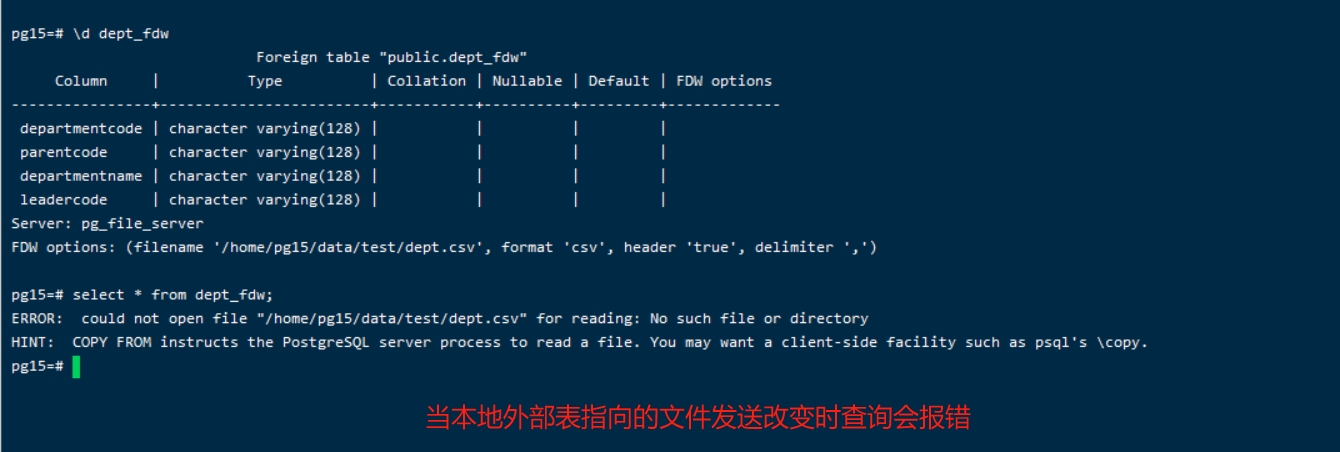 pg15=# \d dept_fdw
                            Foreign table "public.dept_fdw"
     Column     |          Type          | Collation | Nullable | Default | FDW options
----------------+------------------------+-----------+----------+---------+-------------
 departmentcode | character varying(128) |           |          |         |
 parentcode     | character varying(128) |           |          |         |
 departmentname | character varying(128) |           |          |         |
 leadercode     | character varying(128) |           |          |         |
Server: pg_file_server
FDW options: (filename '/home/pg15/data/test/dept.csv', format 'csv', header 'true', delimiter ',')
pg15=# select * from dept_fdw;
ERROR:  could not open file "/home/pg15/data/test/dept.csv" for reading: No such file or directory
HINT:  COPY FROM instructs the PostgreSQL server process to read a file. You may want a client-side facility such as psql's \copy.
pg15=#
当本地外部表指向的文件发送改变时查询会报错